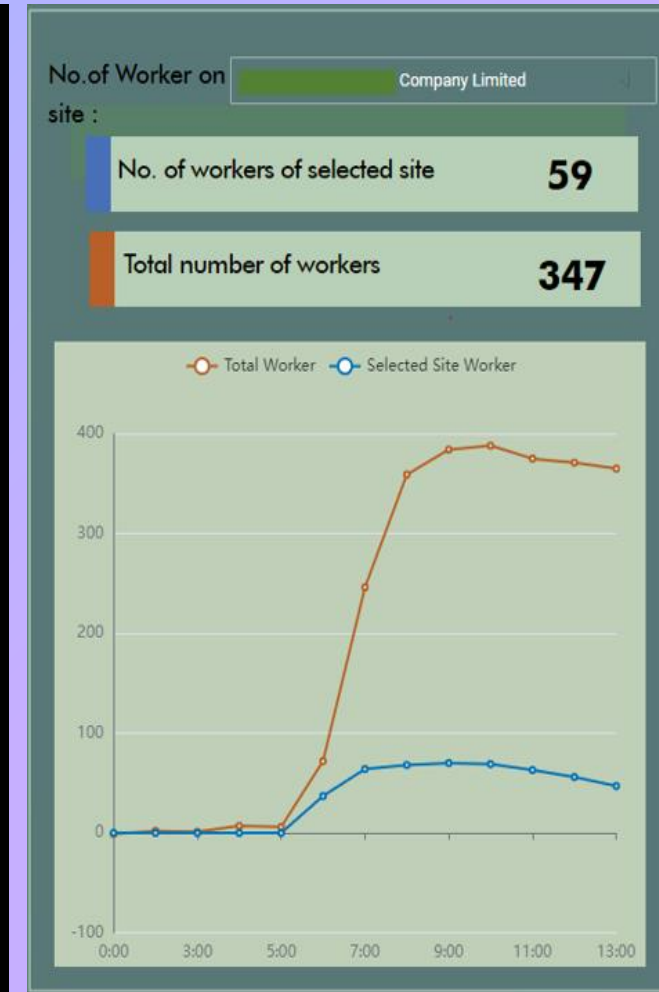 No.of Worker on
site :
Company Limited
No. of workers of selected site
59
Total number of workers
347
Total Worker
Selected Site Worker
400
300
200
100
0
-100
0:00
3:00
5:00
7:00
9:00
11:00
13:00